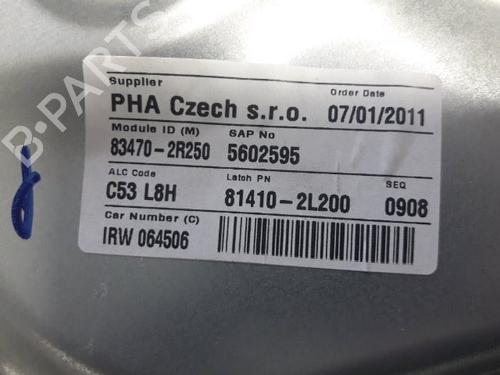 Supplier
Order Date
PHA Czech s.r.o. 07/01/2011
Module ID (M) SAP No
83470-2R250 5602595
ALC Code Latch PN SEQ
C53 L8H 81410-2L200 0908
Car Number (C)
IRW 064506
B-PARTS